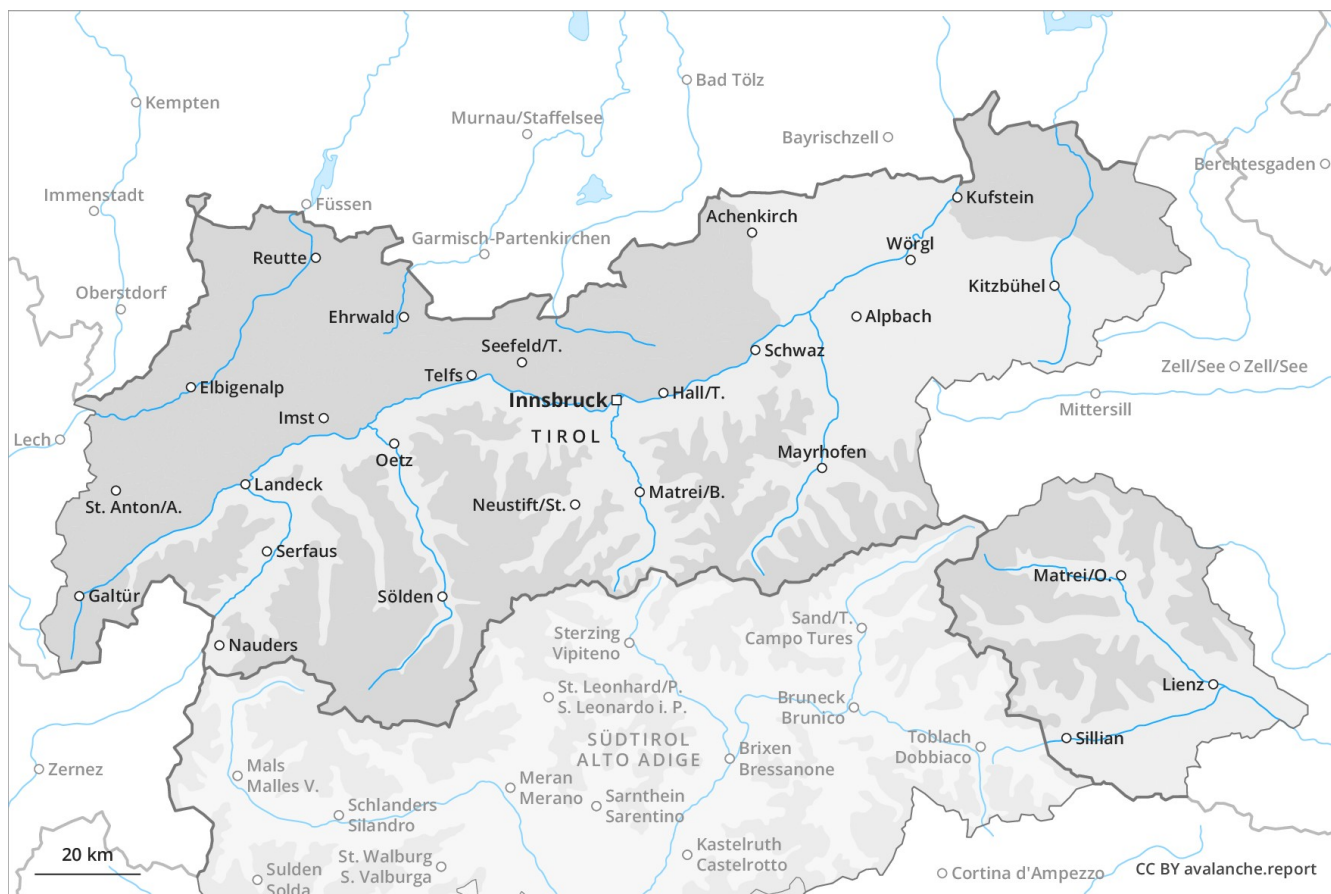 Bad Tölz
Kempten
Murnau/Staffelsee
Bayrischzell
Berchtesgaden
Immenstadt
Füssen
Kufstein
Achenkirch
Garmisch-Partenkirchen
Wörgl
Reutte
Kitzbühel
Oberstdorf
Ehrwald
Alpbach
Seefeld/T.
Schwaz
Telfs
Zell/See
Zell/See
Elbigenalp
Hall/T.
Innsbruck
Mittersill
Imst
TIROL
Lech
Oetz
Mayrhofen
Landeck
Matrei/B.
St. Anton/A.
Neustift/St.
Serfaus
Matrei/O.
Galtür
Sölden
Sand/T.
Campo Tures
Sterzing
Vipiteno
Nauders
Lienz
St. Leonhard/P.
S. Leonardo i. P.
Bruneck
Brunico
Sillian
SÜDTIROL
ALTO ADIGE
Toblach
Dobbiaco
Brixen
Bressanone
Zernez
Mals
Malles V.
Meran
Merano
Sarnthein
Sarentino
Schlanders
Silandro
Kastelruth
Castelrotto
20 km
St. Walburg
S. Valburga
Sulden
Solda
Cortina d'Ampezzo
CC BY avalanche.report